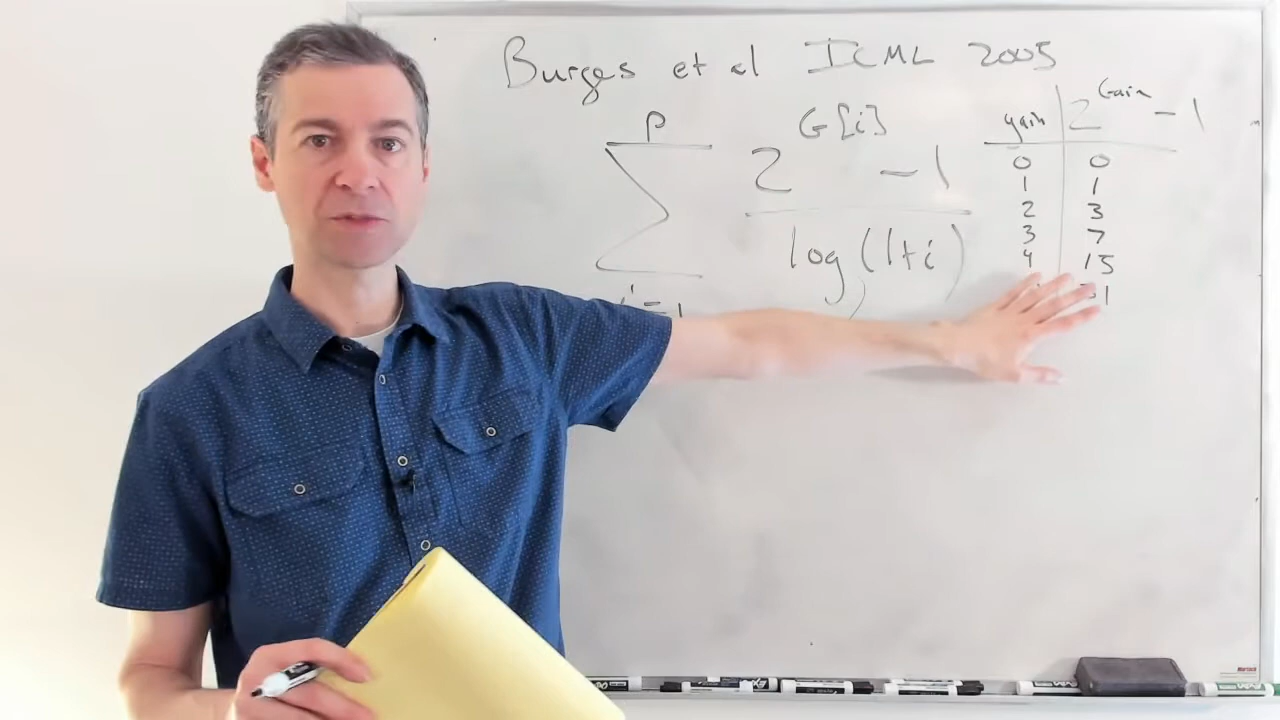 Burges et al ICML 2005
P
∑ 2^G[i] -1
log(1+i)
i=1
gain 2^Gain -1
0 0
1 1
2 3
3 7
4 15